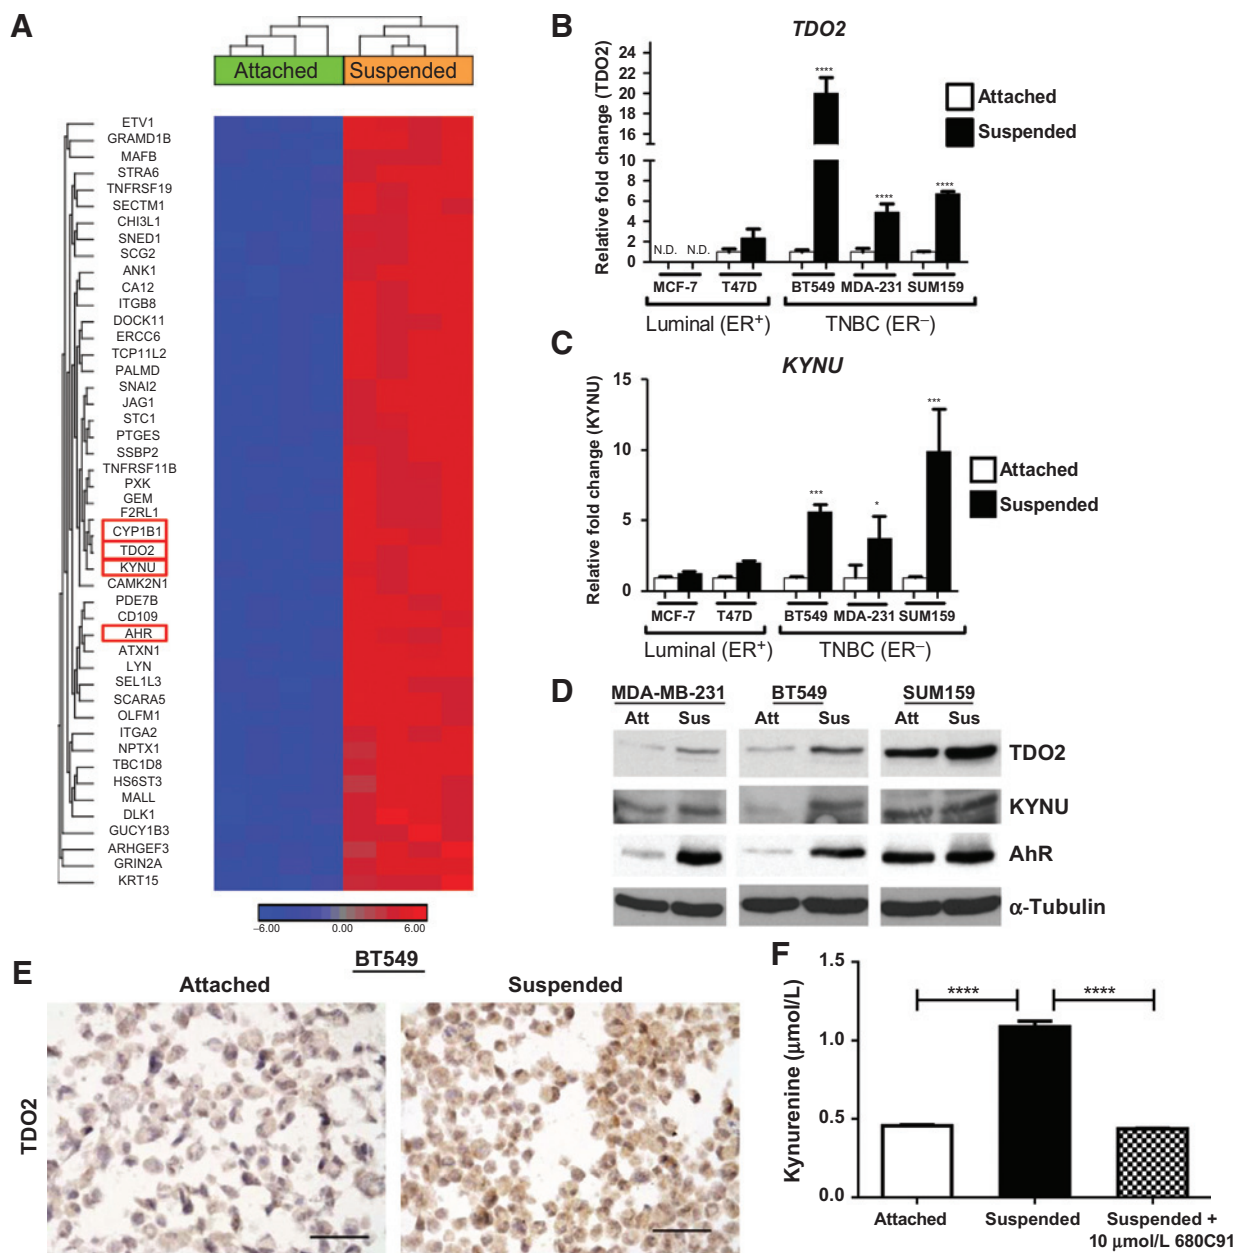 A
Attached
Suspended
ETV1
GRAMD1B
MAFB
STRA6
TNFRSF19
SECTM1
CHI3L1
SNED1
SCG2
ANK1
CA12
ITGB8
DOCK11
ERCC6
TCP11L2
PALMD
SNAI2
JAG1
STC1
PTGES
SSBP2
TNFRSF11B
PXK
GEM
F2RL1
CYP1B1
TDO2
KYNU
CAMK2N1
PDE7B
CD109
AHR
ATXN1
LYN
SEL1L3
SCARA5
OLFM1
ITGA2
NPTX1
TBC1D8
HS6ST3
MALL
DLK1
GUCY1B3
ARHGEF3
GRIN2A
KRT15
−6.00 0.00 6.00
B
TDO2
Relative fold change (TDO2)
24
22
20
18
16
10
8
6
4
2
0
N.D. N.D.
****
****
****
Attached
Suspended
MCF-7 T47D BT549 MDA-231 SUM159
Luminal (ER+) TNBC (ER−)
C
KYNU
Relative fold change (KYNU)
15
10
5
0
***
*
***
Attached
Suspended
MCF-7 T47D BT549 MDA-231 SUM159
Luminal (ER+) TNBC (ER−)
D
MDA-MB-231 BT549 SUM159
Att Sus Att Sus Att Sus
TDO2
KYNU
AhR
α-Tubulin
E
BT549
Attached Suspended
TDO2
F
Kynurenine (μmol/L)
1.5
1.0
0.5
0.0
**** ****
Attached Suspended Suspended +
10 μmol/L 680C91